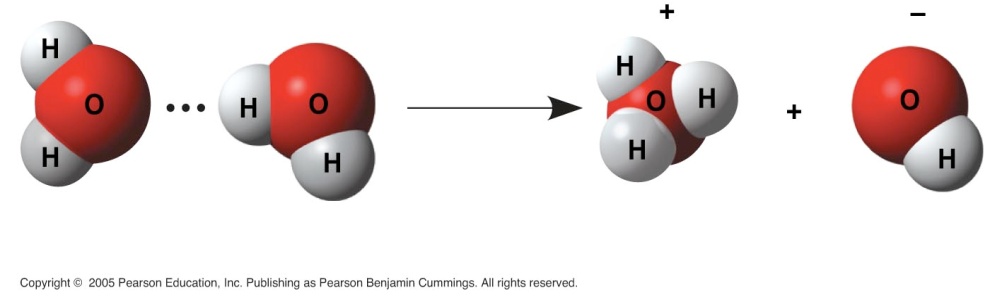 + −
H H O H
O H O H O + O
H H H H
Copyright © 2005 Pearson Education, Inc. Publishing as Pearson Benjamin Cummings. All rights reserved.